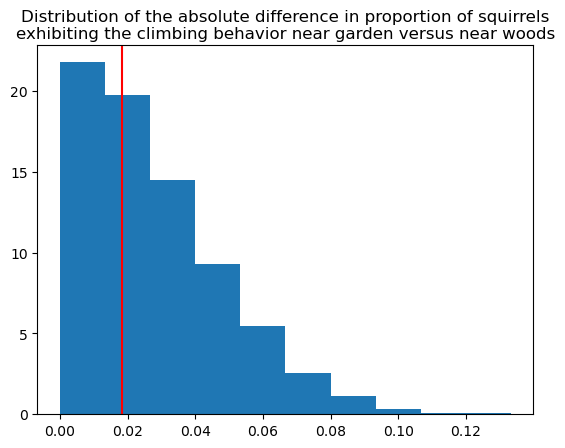 Distribution of the absolute difference in proportion of squirrels
exhibiting the climbing behavior near garden versus near woods
20
15
10
5
0
0.00 0.02 0.04 0.06 0.08 0.10 0.12